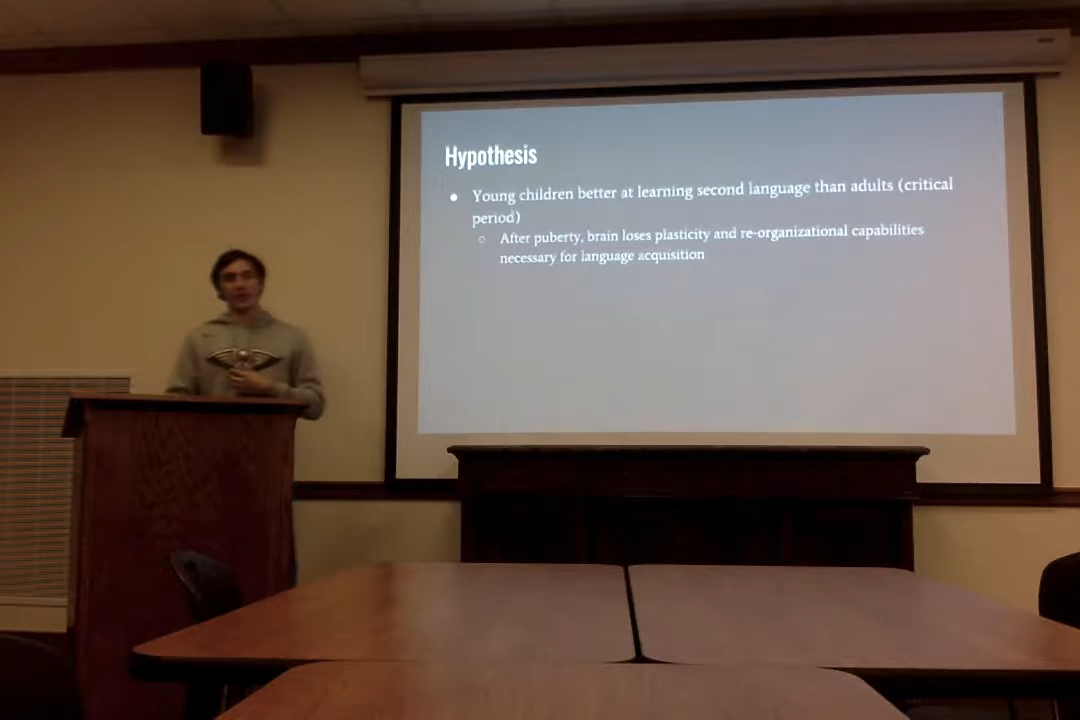 Hypothesis
● Young children better at learning second language than adults (critical
period)
○ After puberty, brain loses plasticity and re-organizational capabilities
necessary for language acquisition